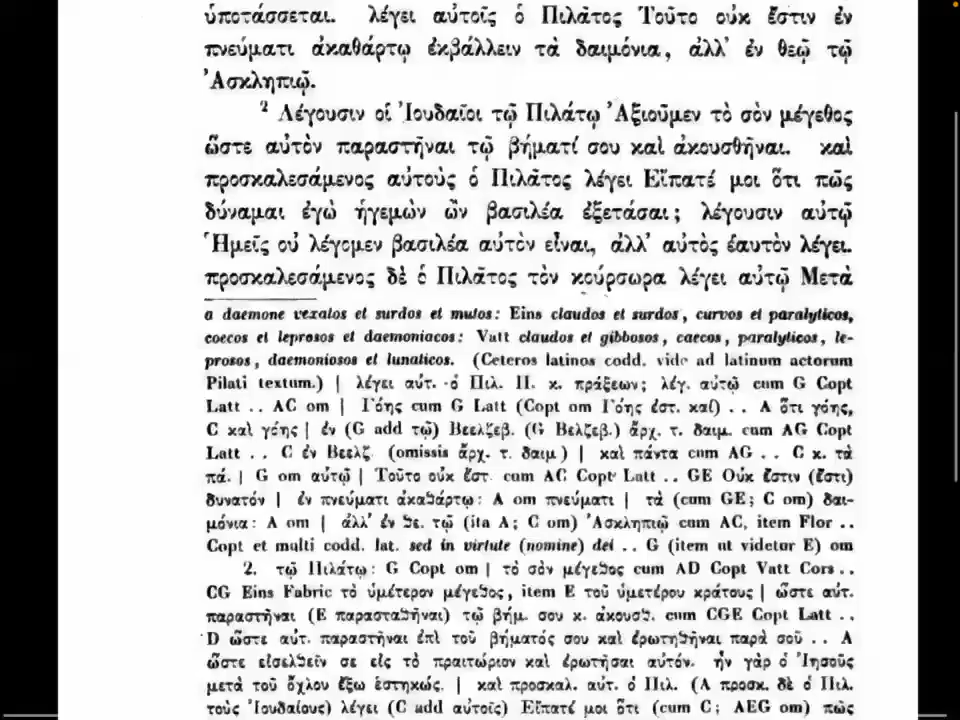 ὑποτάσσεται. λέγει αὐτοῖς ὁ Πιλᾶτος Τοῦτο οὐκ ἔστιν ἐν
πνεύματι ἀκαθάρτῳ ἐκβάλλειν τὰ δαιμόνια, ἀλλ' ἐν θεῷ τῷ
Ἀσκληπιῷ.
² Λέγουσιν οἱ Ἰουδαῖοι τῷ Πιλάτῳ Ἀξιοῦμεν τὸ σὸν μέγεθος
ὥστε αὐτὸν παραστῆναι τῷ βήματί σου καὶ ἀκουσθῆναι. καὶ
προσκαλεσάμενος αὐτοὺς ὁ Πιλᾶτος λέγει Εἴπατέ μοι ὅτι πῶς
δύναμαι ἐγὼ ἡγεμὼν ὢν βασιλέα ἐξετάσαι; λέγουσιν αὐτῷ
Ἡμεῖς οὐ λέγομεν βασιλέα αὐτὸν εἶναι, ἀλλ' αὐτὸς ἑαυτὸν λέγει.
προσκαλεσάμενος δὲ ὁ Πιλᾶτος τὸν κούρσωρα λέγει αὐτῷ Μετὰ
a daemone vexatos et surdos et mutos: Eins claudos et surdos, curvos et paralyticos,
coecos et leprosos et daemoniacos: Vatt claudos et gibbosos, caecos, paralyticos, le-
prosos, daemoniosos et lunaticos. (Ceteros latinos codd. vide ad latinum actorum
Pilati textum.) | λέγει αὐτ. ὁ Πιλ. Π. κ. πράξεων; λέγ. αὐτῷ cum G Copt
Latt .. AC om | Γόης cum G Latt (Copt om Γόης ἐστ. καί) .. A ὅτι γόης,
C καὶ γόης | ἐν (G add τῷ) Βεελζεβ. (G Βελζεβ.) ἄρχ. τ. δαιμ. cum AG Copt
Latt .. C ἐν Βεελζ. (omissis ἄρχ. τ. δαιμ) | καὶ πάντα cum AG .. C κ. τὰ
πά. | G om αὐτῷ | Τοῦτο οὐκ ἔστ. cum AC Copt Latt .. GE Οὐκ ἔστιν (ἔστι)
δυνατόν | ἐν πνεύματι ἀκαθάρτῳ: A om πνεύματι | τὰ (cum GE; C om) δαι-
μόνια: A om | ἀλλ' ἐν θε. τῷ (ita A; C om) Ἀσκληπιῷ cum AC, item Flor ..
Copt et multi codd. lat. sed in virtute (nomine) dei .. G (item ut videtur E) om
2. τῷ Πιλάτῳ: G Copt om | τὸ σὸν μέγεθος cum AD Copt Vatt Cors ..
CG Eins Fabric τὸ ὑμέτερον μέγεθος, item E τοῦ ὑμετέρου κράτους | ὥστε αὐτ.
παραστῆναι (E παρασταθῆναι) τῷ βήμ. σου κ. ἀκουσθ. cum CGE Copt Latt ..
D ὥστε αὐτ. παραστῆναι ἐπὶ τοῦ βήματός σου καὶ ἐρωτηθῆναι παρὰ σοῦ .. A
ὥστε εἰσελθεῖν σε εἰς τὸ πραιτώριον καὶ ἐρωτῆσαι αὐτόν. ἦν γὰρ ὁ Ἰησοῦς
μετὰ τοῦ ὄχλου ἔξω ἑστηκώς. | καὶ προσκαλ. αὐτ. ὁ Πιλ. (A προσκ. δὲ ὁ Πιλ.
τοὺς Ἰουδαίους) λέγει (C add αὐτοῖς) Εἴπατέ μοι ὅτι (cum C; AEG om) πῶς